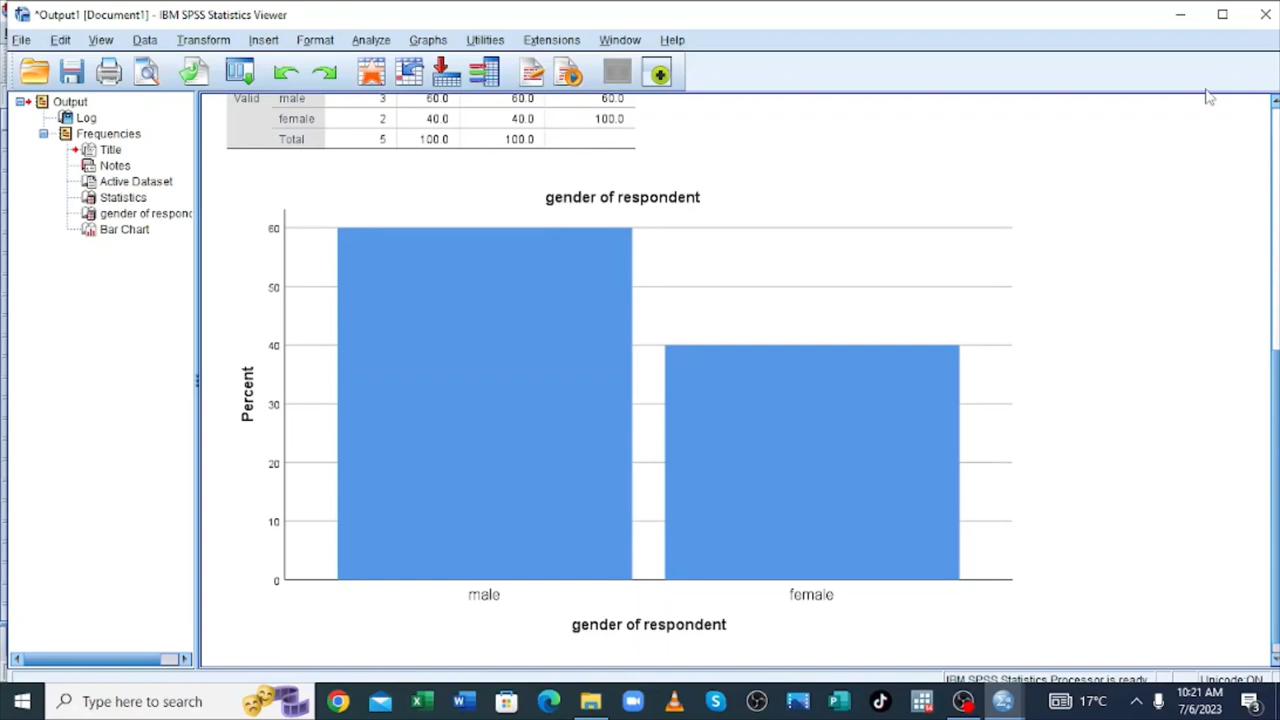 *Output1 [Document1] - IBM SPSS Statistics Viewer
File Edit View Data Transform Insert Format Analyze Graphs Utilities Extensions Window Help
Output
Log
Frequencies
Title
Notes
Active Dataset
Statistics
gender of respond
Bar Chart
Valid male 3 60.0 60.0 60.0
female 2 40.0 40.0 100.0
Total 5 100.0 100.0
gender of respondent
60
50
40
30
20
10
0
Percent
male female
gender of respondent
IBM SPSS Statistics Processor is ready Unicode:ON
Type here to search
17°C
10:21 AM
7/6/2023
3